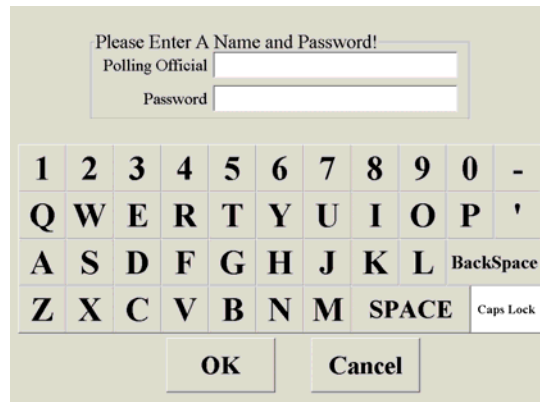 Please Enter A Name and Password!
Polling Official
Password
1 2 3 4 5 6 7 8 9 0 -
Q W E R T Y U I O P '
A S D F G H J K L BackSpace
Z X C V B N M SPACE Caps Lock
OK Cancel